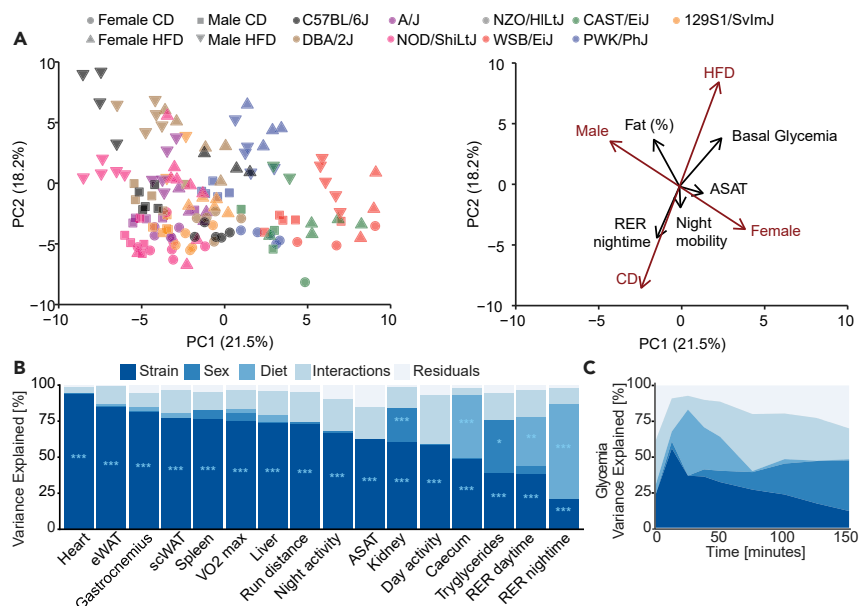 A
Female CD Male CD C57BL/6J A/J NZO/HlLtJ CAST/EiJ 129S1/SvImJ
Female HFD Male HFD DBA/2J NOD/ShiLtJ WSB/EiJ PWK/PhJ
10
5
0
−5
−10
PC2 (18.2%)
−10 −5 0 5 10
PC1 (21.5%)
10
5
0
−5
−10
PC2 (18.2%)
HFD
Male
Fat (%)
Basal Glycemia
ASAT
RER
nightime
Night
mobility
Female
CD
−10 −5 0 5 10
PC1 (21.5%)
B
Strain Sex Diet Interactions Residuals
100
75
50
25
0
Variance Explained [%]
*** *** *** *** *** *** *** *** *** *** *** *** *** *** *** ***
*** *** * ** ***
Heart eWAT Gastrocnemius scWAT Spleen VO2 max Liver Run distance Night activity ASAT Kidney Day activity Caecum Tryglycerides RER daytime RER nightime
C
100
75
50
25
0
Glycemia
Variance Explained [%]
0 50 100 150
Time [minutes]